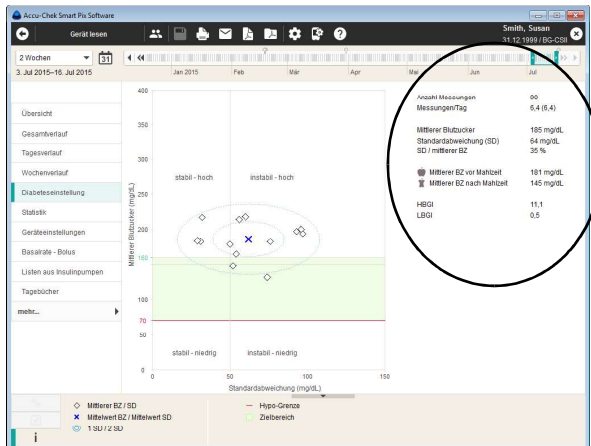 Accu-Chek Smart Pix Software
Gerät lesen
Smith, Susan
31.12.1999 / BG-CSII
2 Wochen
31
3. Jul 2015–16. Jul 2015
Jan 2015 Feb Mär Apr Mai Jun Jul
Übersicht
Gesamtverlauf
Tagesverlauf
Wochenverlauf
Diabeteseinstellung
Statistik
Geräteeinstellungen
Basalrate - Bolus
Listen aus Insulinpumpen
Tagebücher
mehr...
Mittlerer Blutzucker (mg/dL)
400
350
300
250
200
160
100
70
50
0
stabil - hoch
instabil - hoch
stabil - niedrig
instabil - niedrig
0 50 100 150
Standardabweichung (mg/dL)
Anzahl Messungen
Messungen/Tag 6,4 (6,4)
Mittlerer Blutzucker 185 mg/dL
Standardabweichung (SD) 64 mg/dL
SD / mittlerer BZ 35 %
Mittlerer BZ vor Mahlzeit 181 mg/dL
Mittlerer BZ nach Mahlzeit 145 mg/dL
HBGI 11,1
LBGI 0,5
Mittlerer BZ / SD
Mittelwert BZ / Mittelwert SD
1 SD / 2 SD
Hypo-Grenze
Zielbereich
i